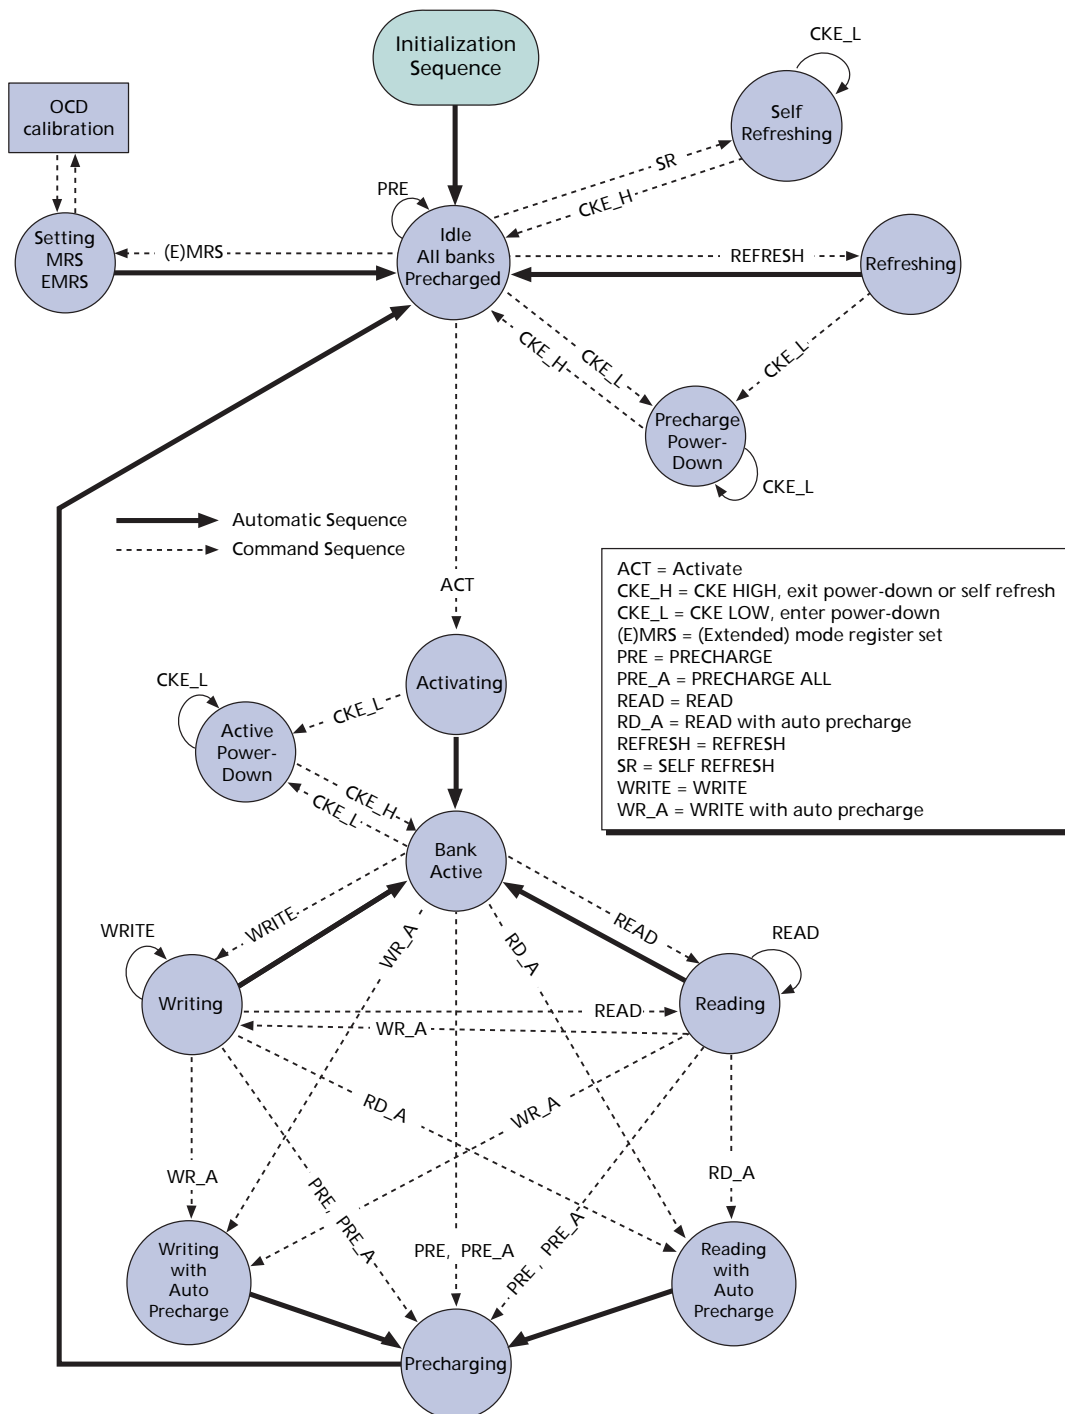 Initialization
Sequence
CKE_L
OCD
calibration
Self
Refreshing
SR
CKE_H
PRE
Idle
All banks
Precharged
Setting
MRS
EMRS
(E)MRS
REFRESH
Refreshing
CKE_H
CKE_L
CKE_L
Precharge
Power-
Down
CKE_L
Automatic Sequence
Command Sequence
ACT
ACT = Activate
CKE_H = CKE HIGH, exit power-down or self refresh
CKE_L = CKE LOW, enter power-down
(E)MRS = (Extended) mode register set
PRE = PRECHARGE
PRE_A = PRECHARGE ALL
READ = READ
RD_A = READ with auto precharge
REFRESH = REFRESH
SR = SELF REFRESH
WRITE = WRITE
WR_A = WRITE with auto precharge
Activating
CKE_L
CKE_L
Active
Power-
Down
CKE_H
CKE_L
Bank
Active
WRITE
READ
WRITE
WR_A
RD_A
READ
Writing
Reading
READ
WR_A
RD_A
WR_A
WR_A
RD_A
PRE, PRE_A
PRE, PRE_A
PRE , PRE_A
Writing
with
Auto
Precharge
Reading
with
Auto
Precharge
Precharging